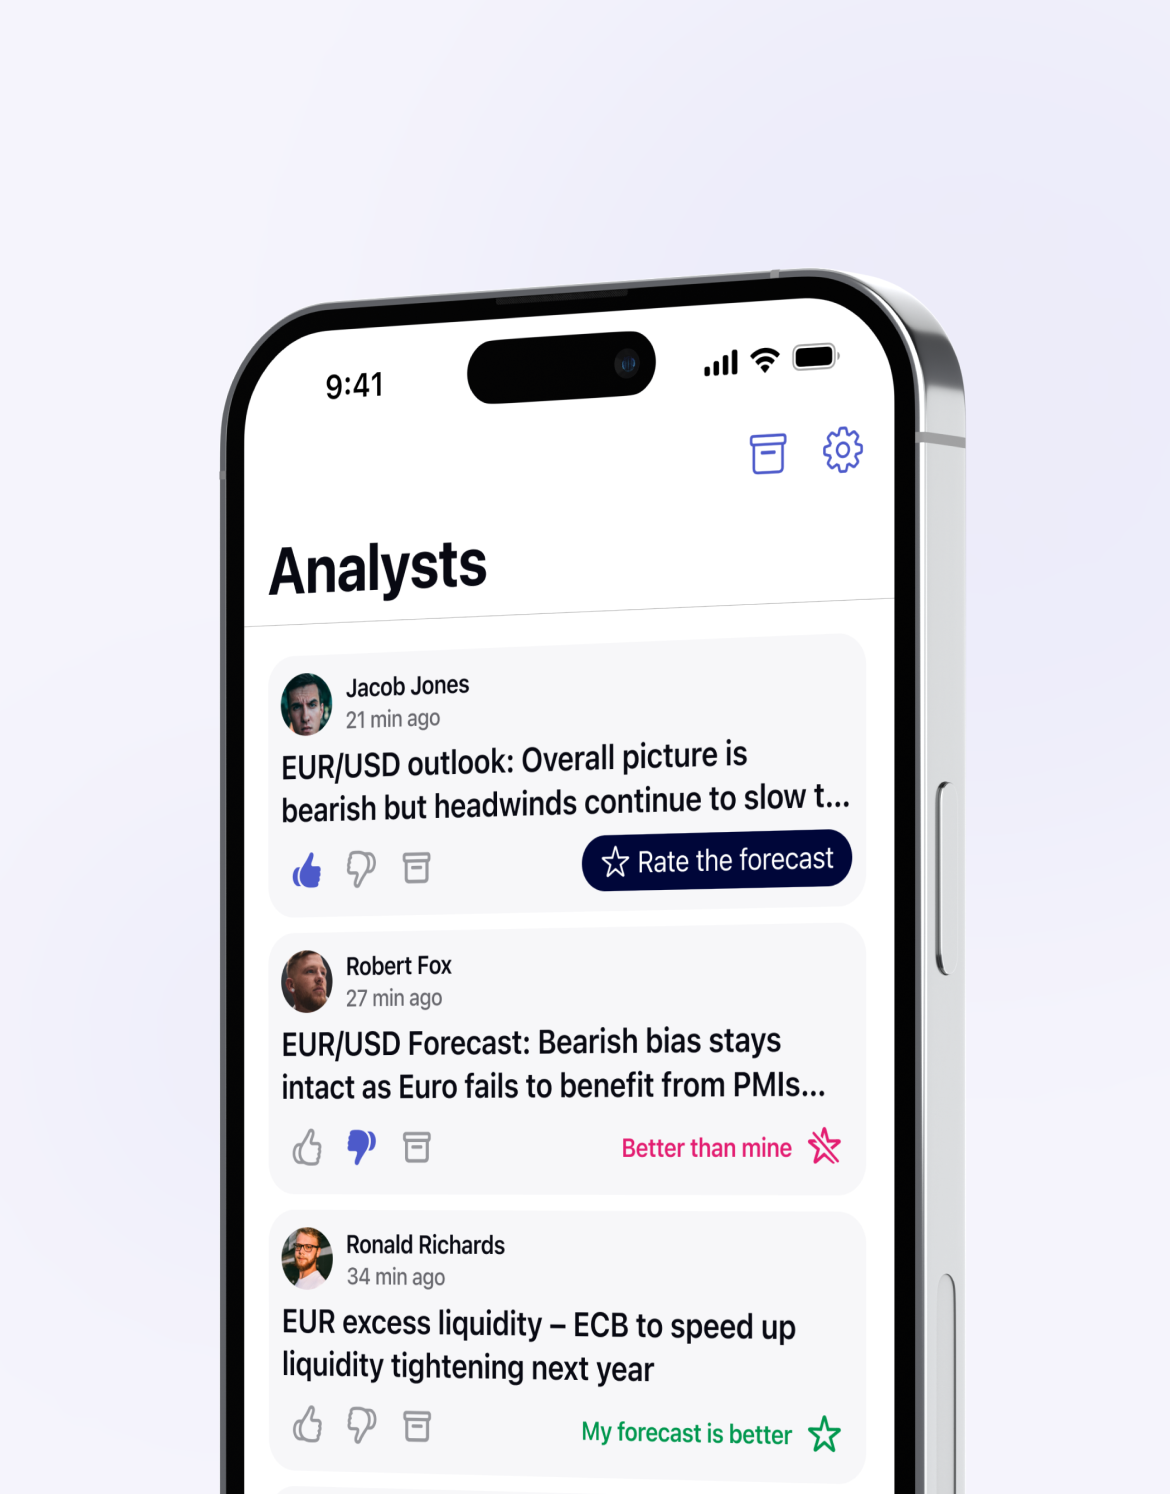 9:41
Analysts
Jacob Jones
21 min ago
EUR/USD outlook: Overall picture is
bearish but headwinds continue to slow t...
Rate the forecast
Robert Fox
27 min ago
EUR/USD Forecast: Bearish bias stays
intact as Euro fails to benefit from PMIs...
Better than mine
Ronald Richards
34 min ago
EUR excess liquidity – ECB to speed up
liquidity tightening next year
My forecast is better